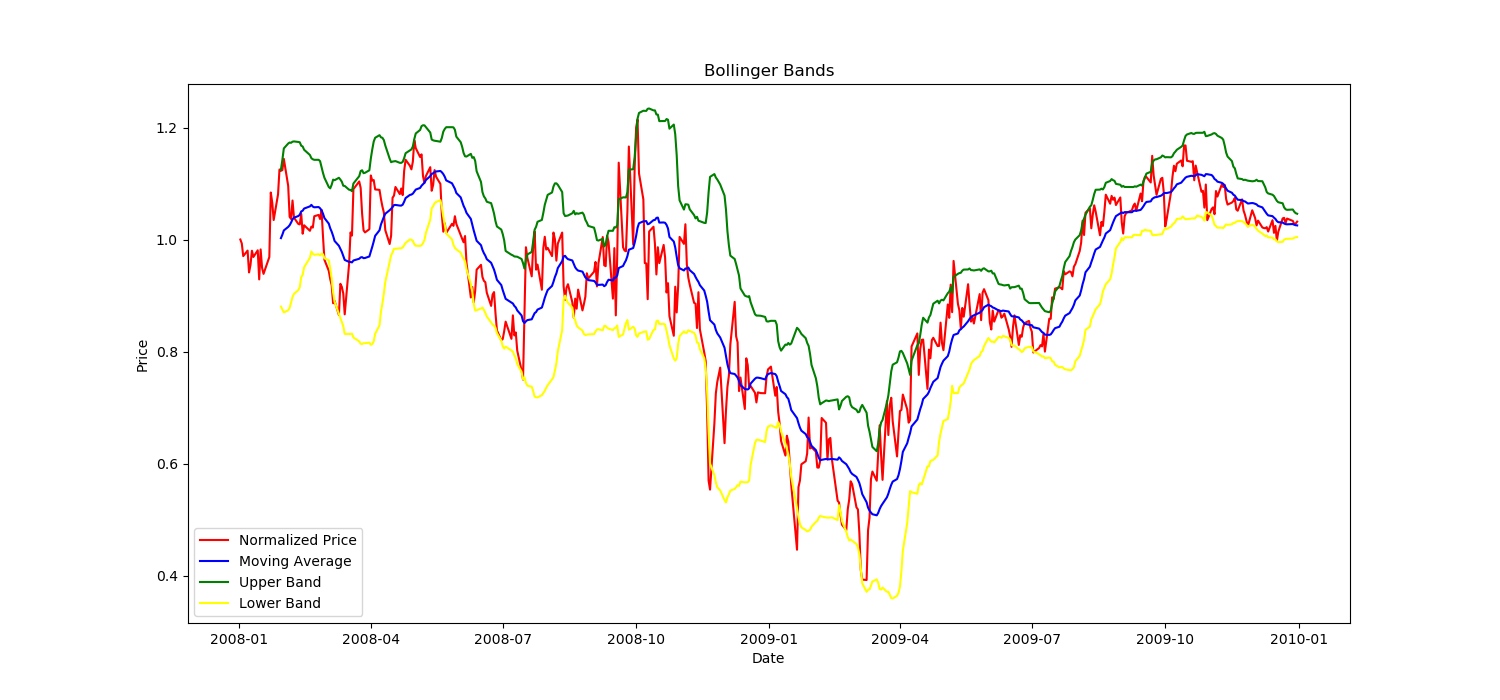 Bollinger Bands
Price
1.2
1.0
0.8
0.6
0.4
Normalized Price
Moving Average
Upper Band
Lower Band
2008-01 2008-04 2008-07 2008-10 2009-01 2009-04 2009-07 2009-10 2010-01
Date